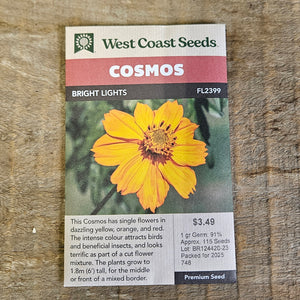 West Coast Seeds
COSMOS
BRIGHT LIGHTS FL2399
This Cosmos has single flowers in
dazzling yellow, orange, and red.
The intense colour attracts birds
and beneficial insects, and looks
terrific as part of a cut flower
mixture. The plants grow to
1.8m (6') tall, for the middle
or front of a mixed border.
$3.49
1 gr Germ: 91%
Approx. 115 Seeds
Lot: BR124420-23
Packed for 2025
748
Premium Seed